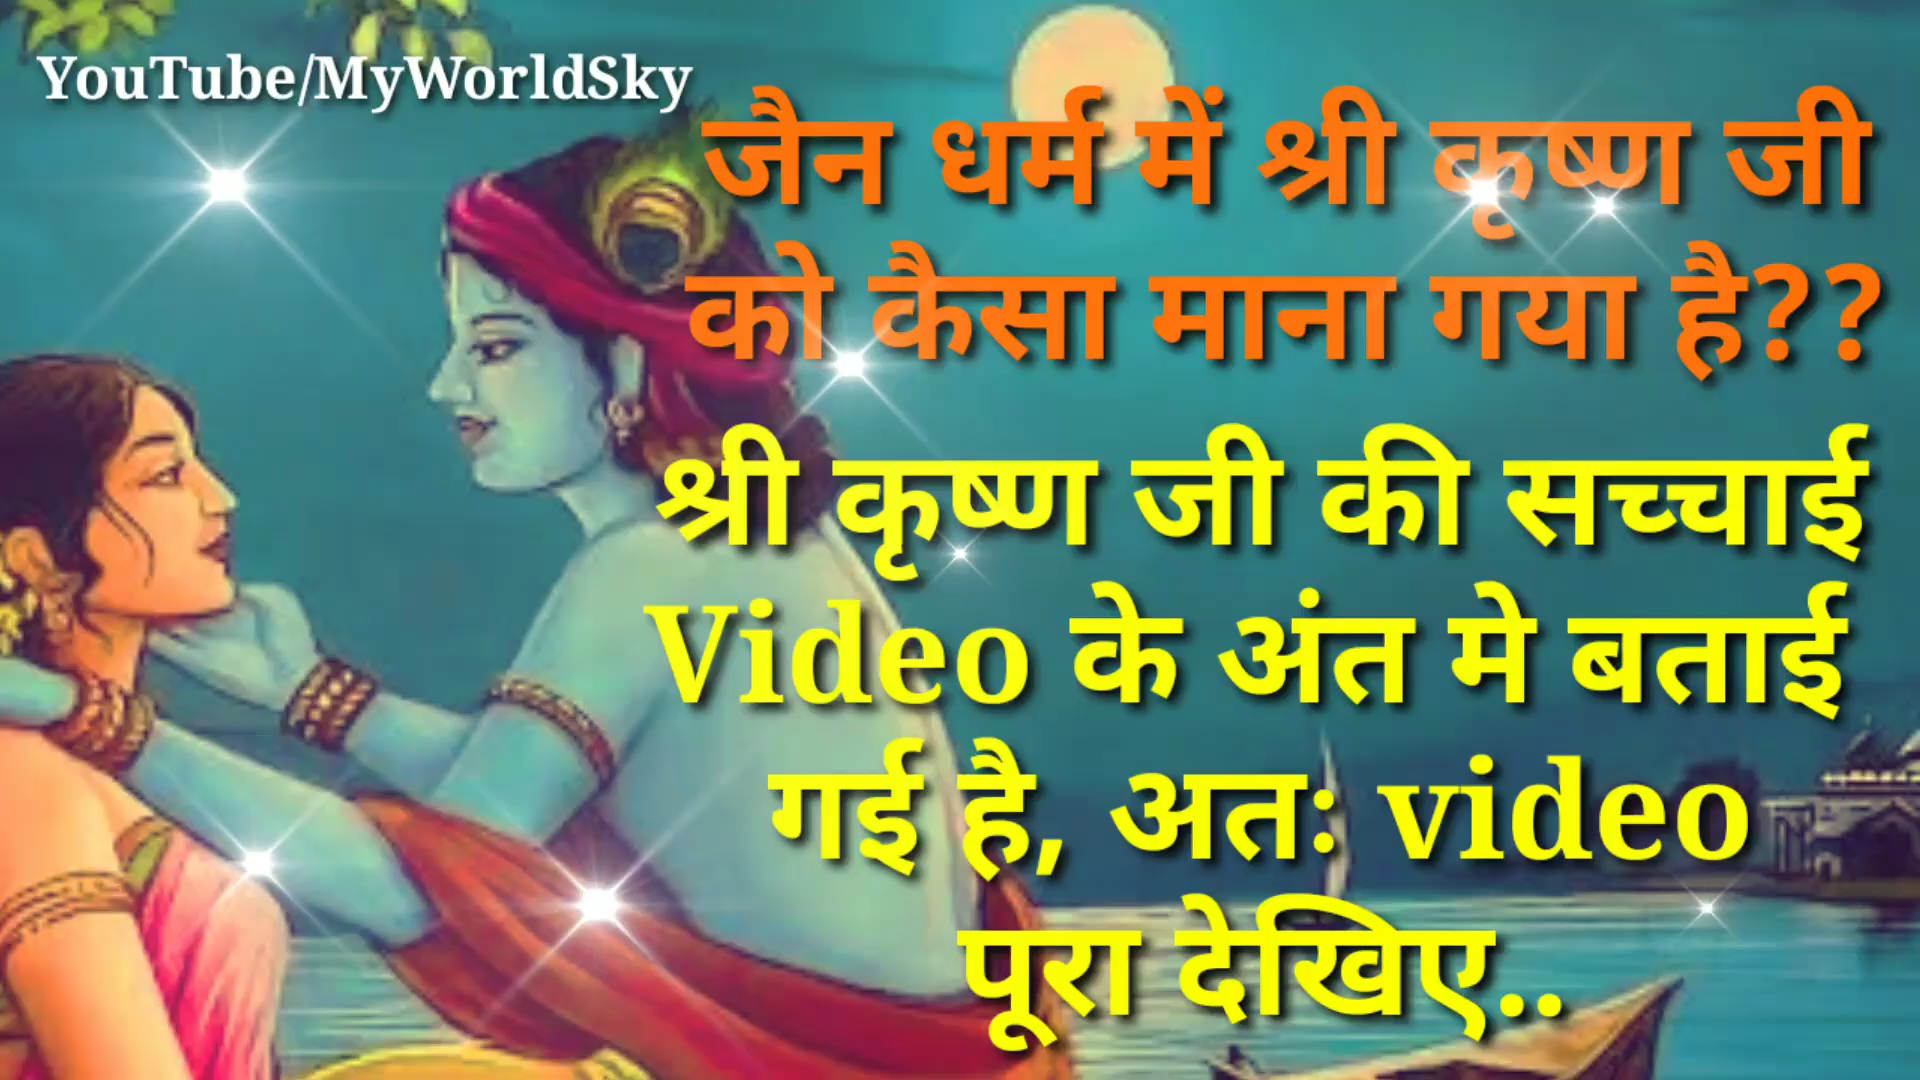 YouTube/MyWorldSky
जैन धर्म में श्री कृष्ण जी
को कैसा माना गया है??
श्री कृष्ण जी की सच्चाई
Video के अंत मे बताई
गई है, अतः video
पूरा देखिए..